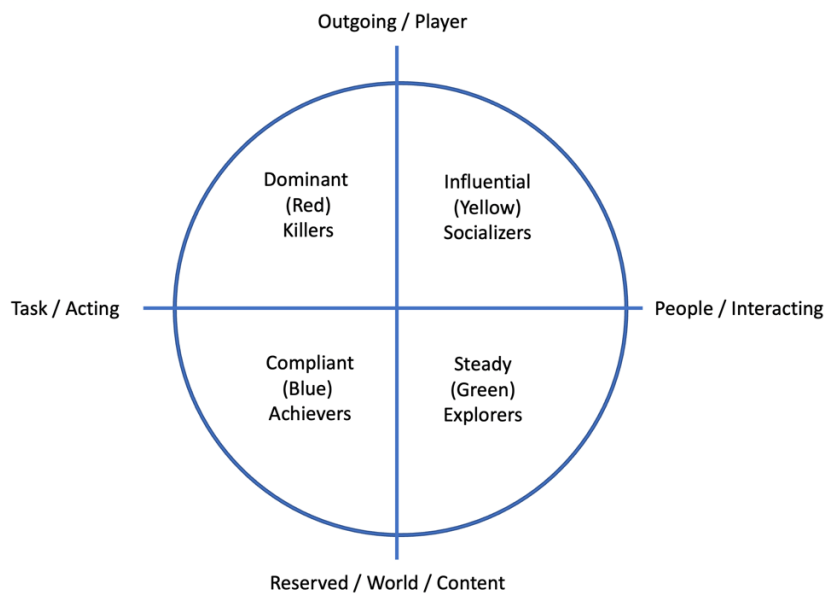 Outgoing / Player
Dominant
(Red)
Killers
Influential
(Yellow)
Socializers
Task / Acting
People / Interacting
Compliant
(Blue)
Achievers
Steady
(Green)
Explorers
Reserved / World / Content